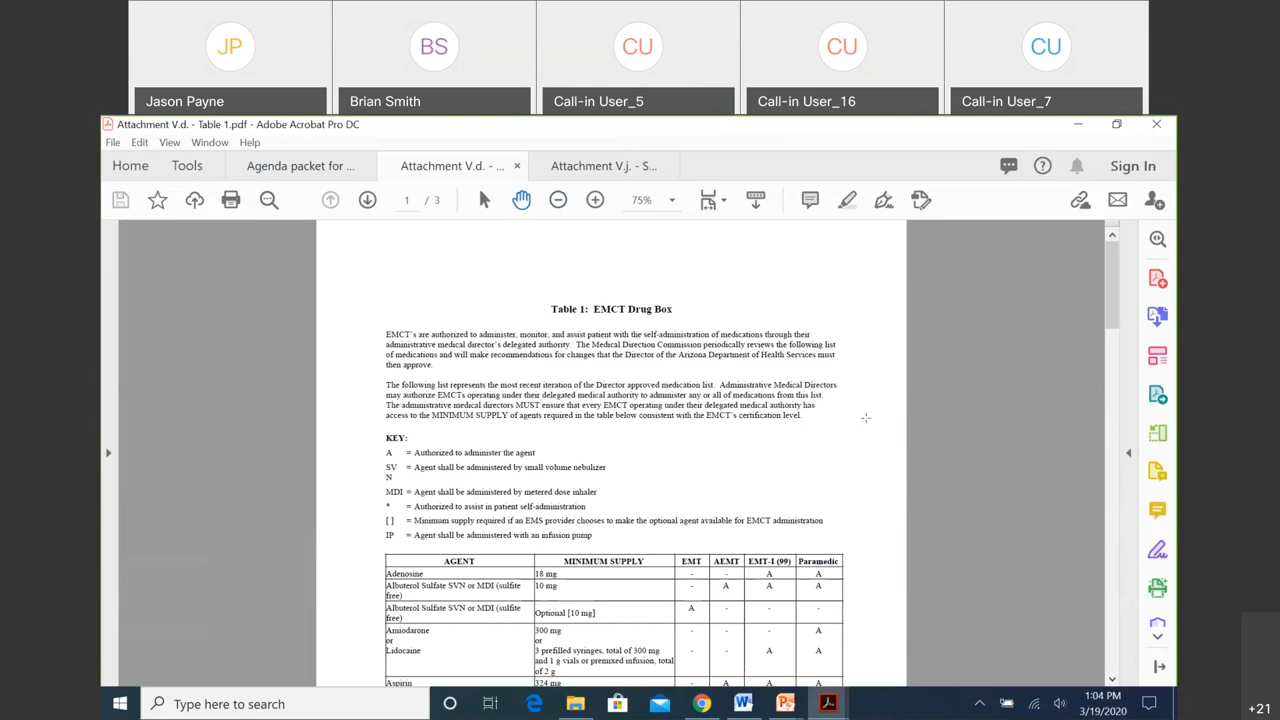 JP
BS
CU
CU
CU
Jason Payne
Brian Smith
Call-in User_5
Call-in User_16
Call-in User_7
Attachment V.d. - Table 1.pdf - Adobe Acrobat Pro DC
File Edit View Window Help
Home Tools Agenda packet for ... Attachment V.d. - ... × Attachment V.j. - S... Sign In
1 / 3 75%
Table 1: EMCT Drug Box
EMCT's are authorized to administer, monitor, and assist patient with the self-administration of medications through their
administrative medical director's delegated authority. The Medical Direction Commission periodically reviews the following list
of medications and will make recommendations for changes that the Director of the Arizona Department of Health Services must
then approve.
The following list represents the most recent iteration of the Director approved medication list. Administrative Medical Directors
may authorize EMCTs operating under their delegated medical authority to administer any or all of medications from this list.
The administrative medical directors MUST ensure that every EMCT operating under their delegated medical authority has
access to the MINIMUM SUPPLY of agents required in the table below consistent with the EMCT's certification level.
KEY:
A = Authorized to administer the agent
SV = Agent shall be administered by small volume nebulizer
N
MDI = Agent shall be administered by metered dose inhaler
* = Authorized to assist in patient self-administration
[ ] = Minimum supply required if an EMS provider chooses to make the optional agent available for EMCT administration
IP = Agent shall be administered with an infusion pump
AGENT MINIMUM SUPPLY EMT AEMT EMT-I (99) Paramedic
Adenosine 18 mg - - A A
Albuterol Sulfate SVN or MDI (sulfite 10 mg - A A A
free)
Albuterol Sulfate SVN or MDI (sulfite Optional [10 mg] A - - -
free)
Amiodarone 300 mg - - - A
or or
Lidocaine 3 prefilled syringes, total of 300 mg - - A A
and 1 g vials or premixed infusion, total
of 2 g
Aspirin 324 mg A A A A
Type here to search
1:04 PM
3/19/2020
+21